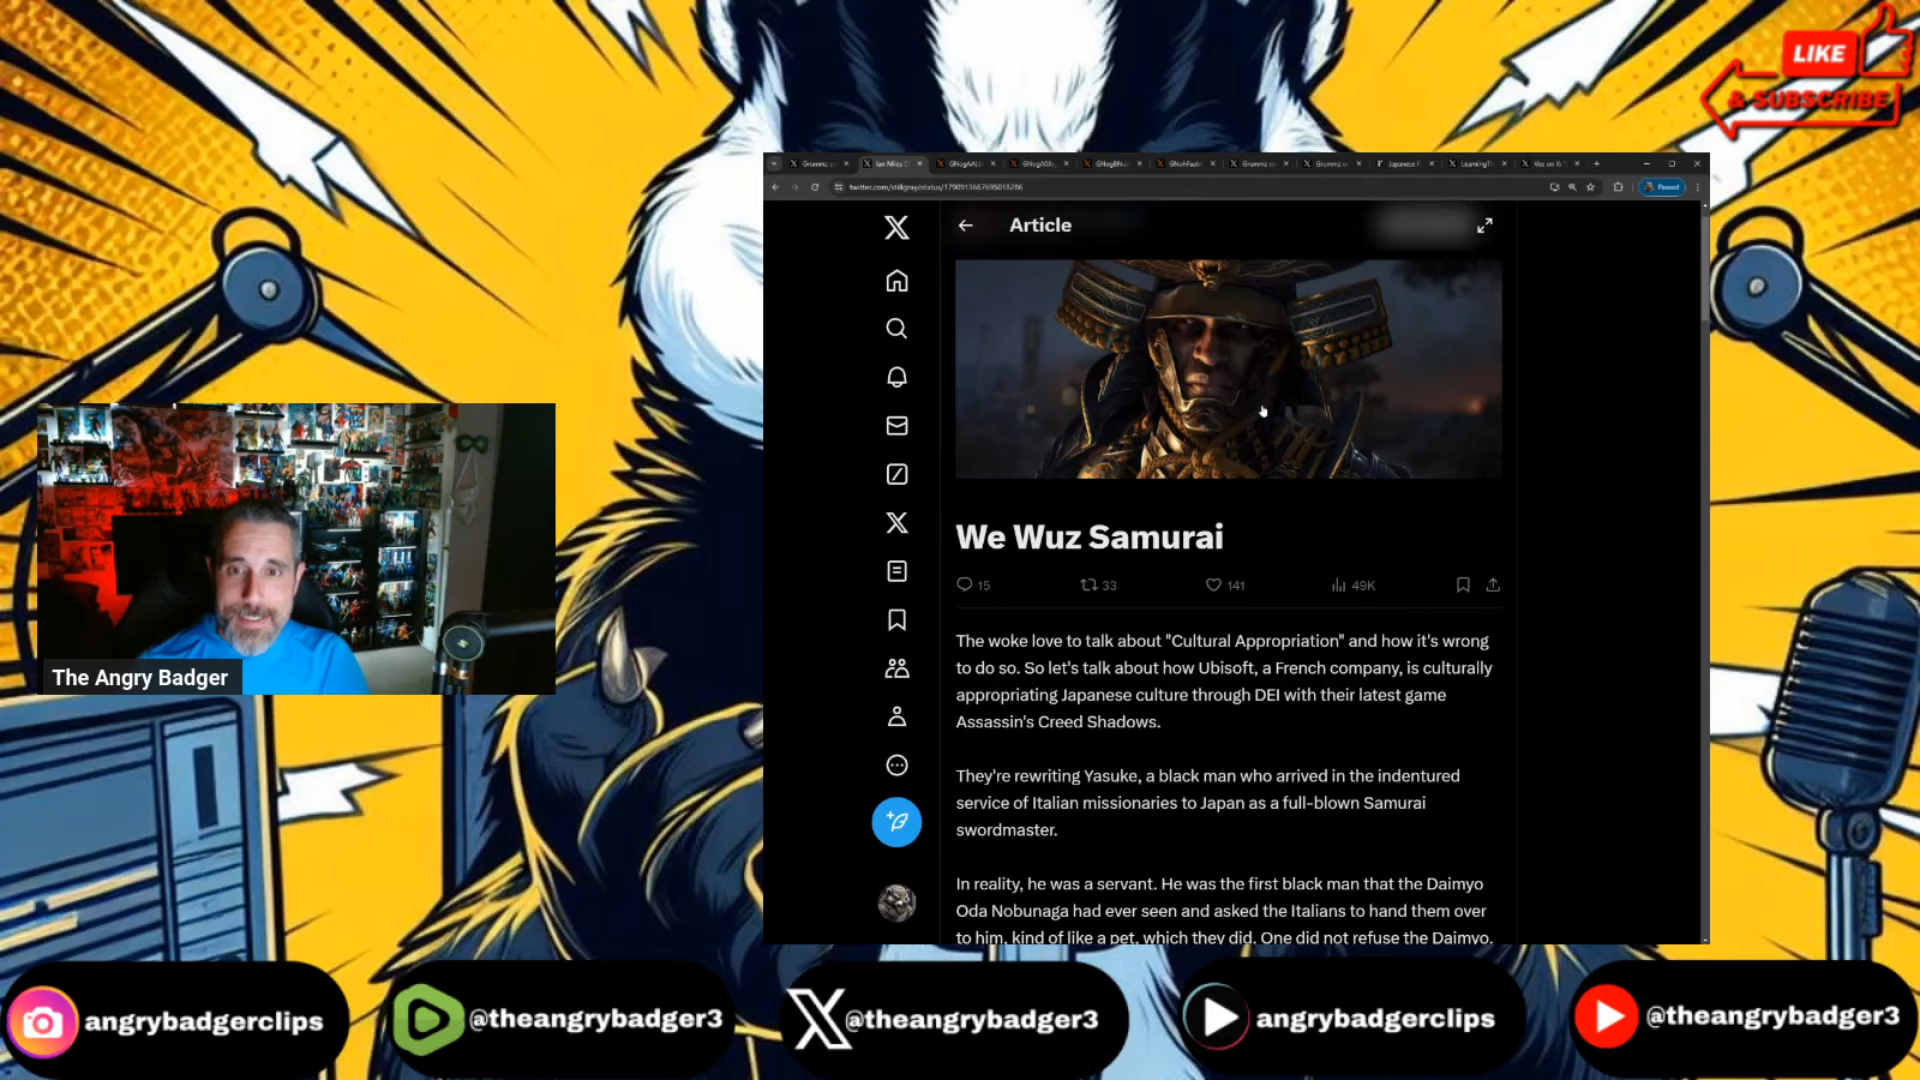 LIKE
& SUBSCRIBE
twitter.com/stillgray/status/1790913667695018286
Paused
Article
We Wuz Samurai
15
33
141
49K
The woke love to talk about "Cultural Appropriation" and how it's wrong
to do so. So let's talk about how Ubisoft, a French company, is culturally
appropriating Japanese culture through DEI with their latest game
Assassin's Creed Shadows.
They're rewriting Yasuke, a black man who arrived in the indentured
service of Italian missionaries to Japan as a full-blown Samurai
swordmaster.
In reality, he was a servant. He was the first black man that the Daimyo
Oda Nobunaga had ever seen and asked the Italians to hand them over
to him, kind of like a pet, which they did. One did not refuse the Daimyo.
The Angry Badger
angrybadgerclips
@theangrybadger3
@theangrybadger3
angrybadgerclips
@theangrybadger3